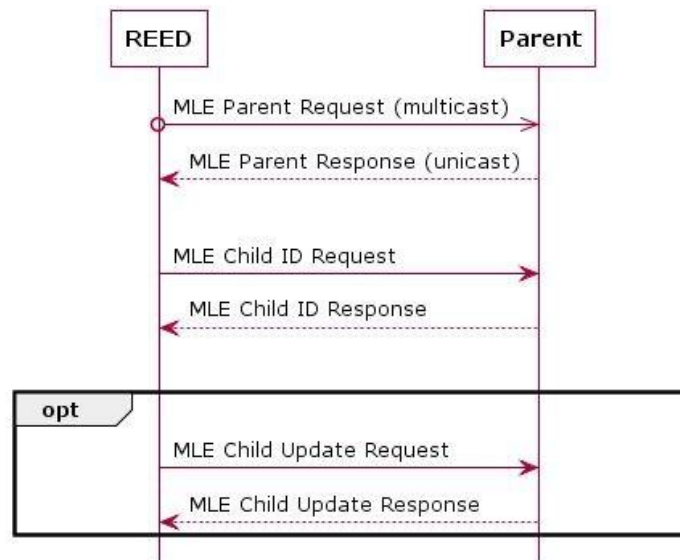 REED Parent
MLE Parent Request (multicast)
MLE Parent Response (unicast)
MLE Child ID Request
MLE Child ID Response
opt
MLE Child Update Request
MLE Child Update Response